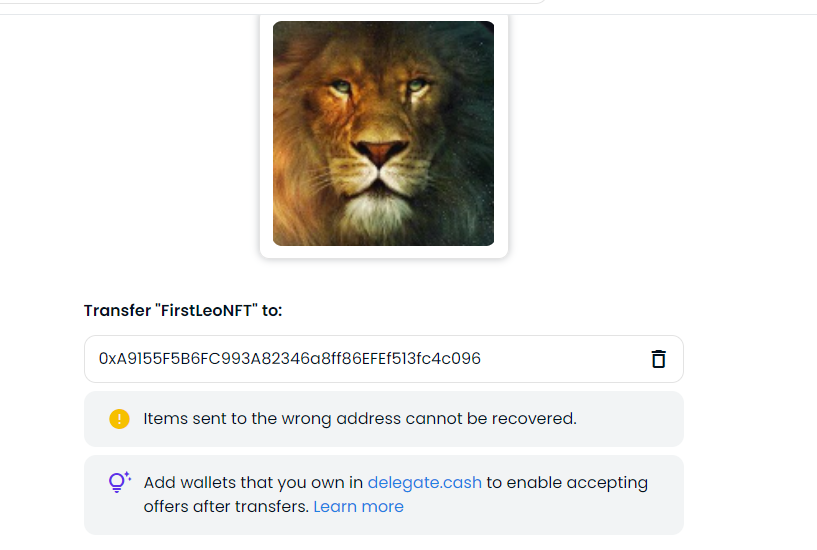 Transfer "FirstLeoNFT" to:
0xA9155F5B6FC993A82346a8ff86EFEf513fc4c096
Items sent to the wrong address cannot be recovered.
Add wallets that you own in delegate.cash to enable accepting
offers after transfers. Learn more